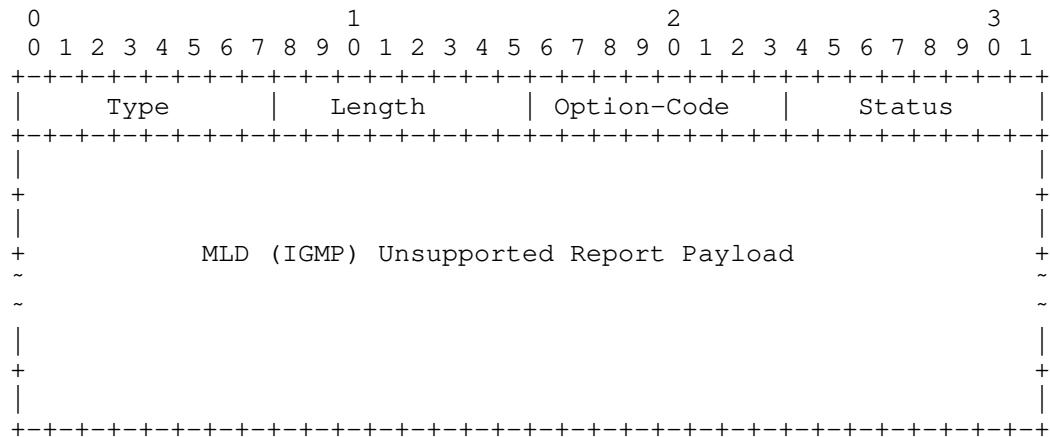 0                   1                   2                   3
0 1 2 3 4 5 6 7 8 9 0 1 2 3 4 5 6 7 8 9 0 1 2 3 4 5 6 7 8 9 0 1
+-+-+-+-+-+-+-+-+-+-+-+-+-+-+-+-+-+-+-+-+-+-+-+-+-+-+-+-+-+-+-+-+
|     Type      |    Length     |  Option-Code  |    Status     |
+-+-+-+-+-+-+-+-+-+-+-+-+-+-+-+-+-+-+-+-+-+-+-+-+-+-+-+-+-+-+-+-+
|                                                               |
+                                                               +
|                                                               |
+           MLD (IGMP) Unsupported Report Payload               +
~                                                               ~
~                                                               ~
|                                                               |
+                                                               +
|                                                               |
+-+-+-+-+-+-+-+-+-+-+-+-+-+-+-+-+-+-+-+-+-+-+-+-+-+-+-+-+-+-+-+-+